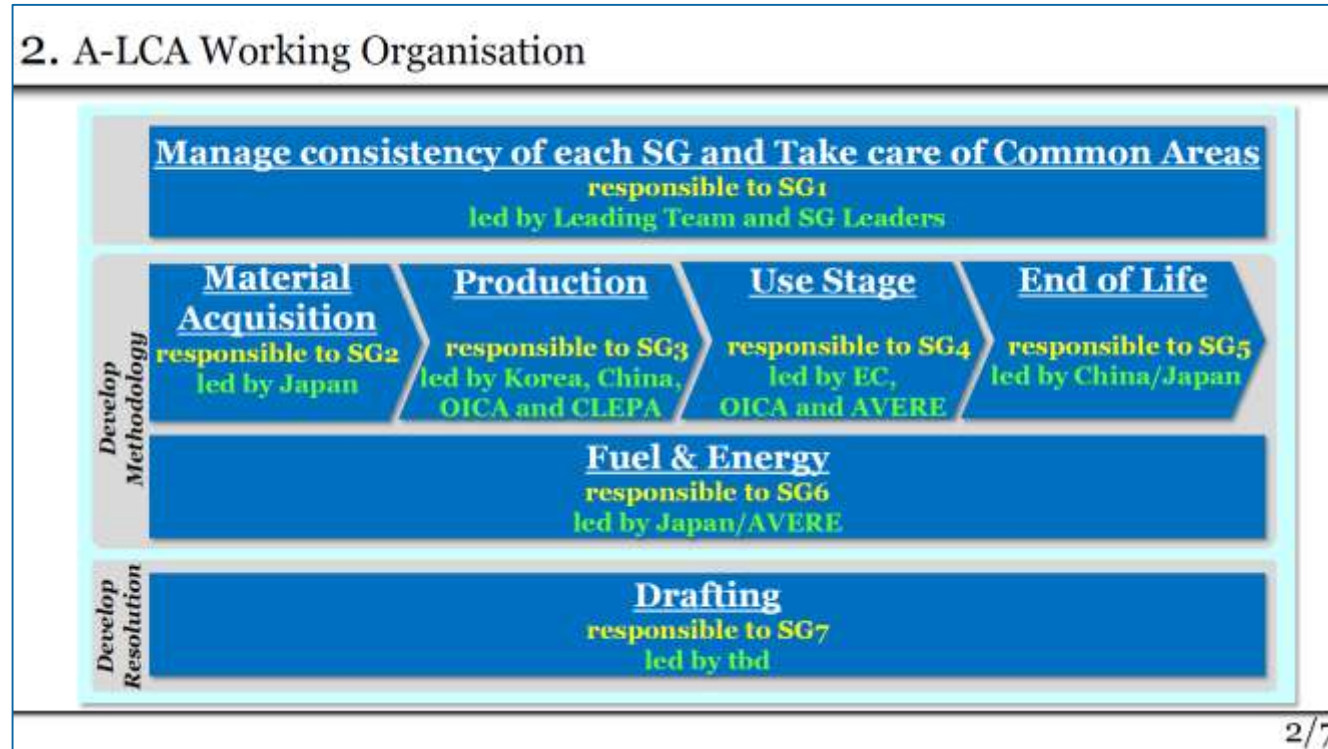 2. A-LCA Working Organisation
Manage consistency of each SG and Take care of Common Areas
responsible to SG1
led by Leading Team and SG Leaders
Develop
Methodology
Material
Acquisition
responsible to SG2
led by Japan
Production
responsible to SG3
led by Korea, China,
OICA and CLEPA
Use Stage
responsible to SG4
led by EC,
OICA and AVERE
End of Life
responsible to SG5
led by China/Japan
Fuel & Energy
responsible to SG6
led by Japan/AVERE
Develop
Resolution
Drafting
responsible to SG7
led by tbd
2/7